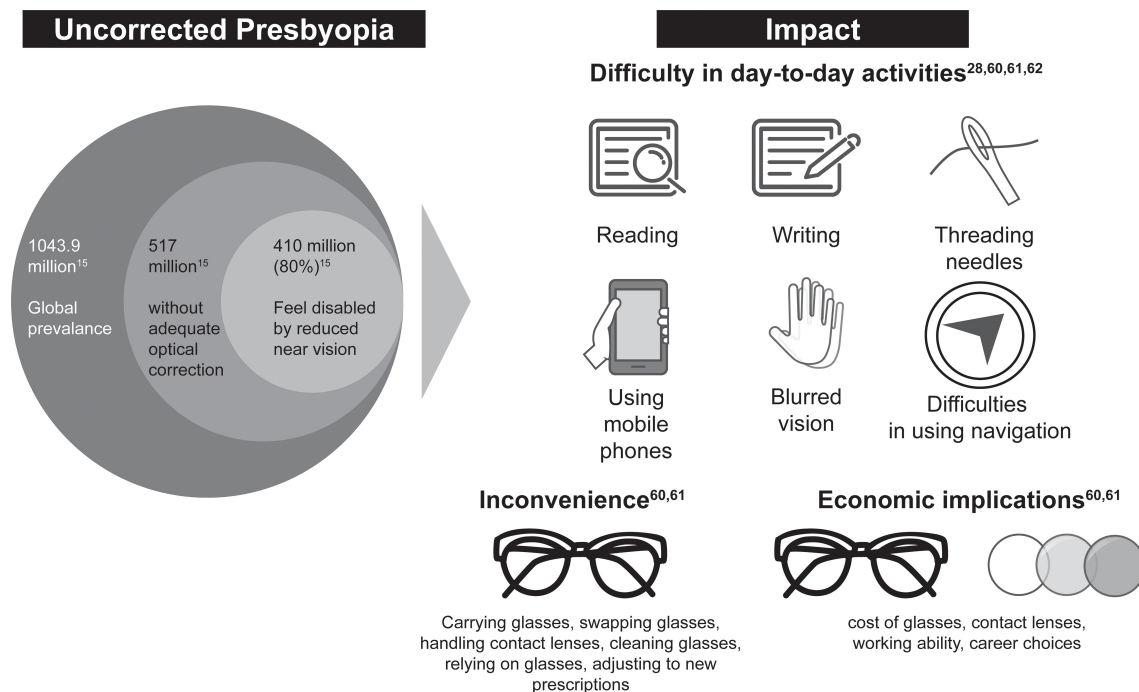 Uncorrected Presbyopia
1043.9
million15
Global
prevalance
517
million15
without
adequate
optical
correction
410 million
(80%)15
Feel disabled
by reduced
near vision
Impact
Difficulty in day-to-day activities28,60,61,62
Reading
Writing
Threading
needles
Using
mobile
phones
Blurred
vision
Difficulties
in using navigation
Inconvenience60,61
Carrying glasses, swapping glasses,
handling contact lenses, cleaning glasses,
relying on glasses, adjusting to new
prescriptions
Economic implications60,61
cost of glasses, contact lenses,
working ability, career choices